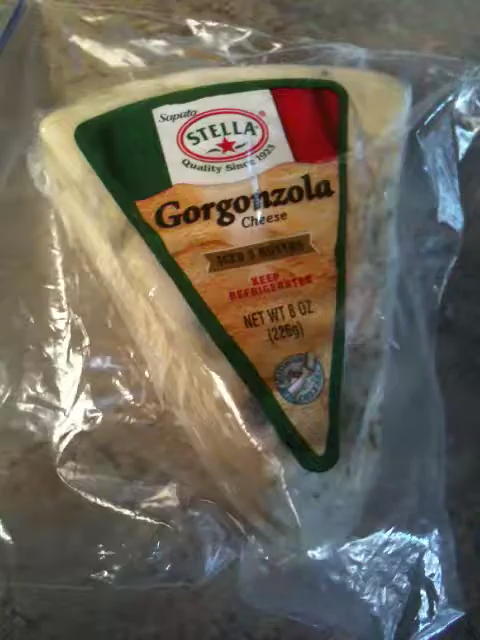 Saputo
STELLA®
Quality Since 1923
Gorgonzola
Cheese
KEEP
REFRIGERATED
NET WT 8 OZ
(226g)